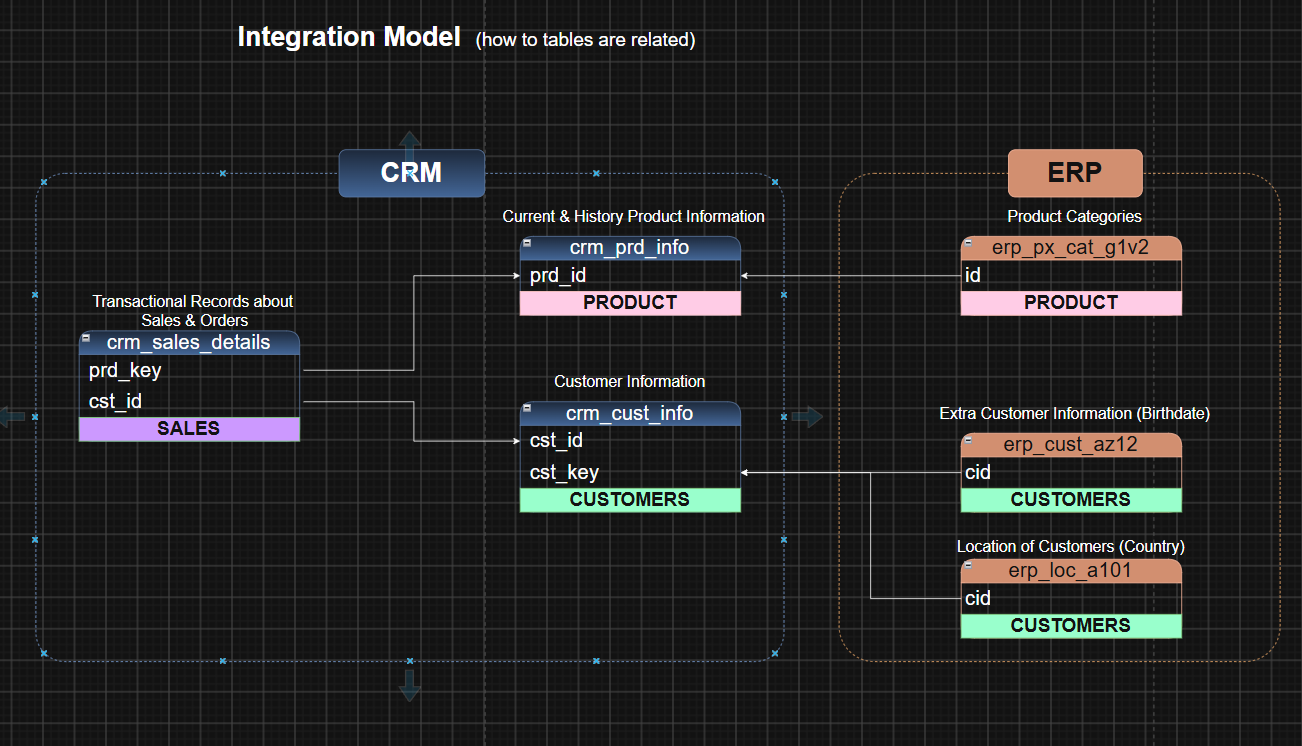 Integration Model (how to tables are related)
CRM
ERP
Current & History Product Information
crm_prd_info
prd_id
PRODUCT
Product Categories
erp_px_cat_g1v2
id
PRODUCT
Transactional Records about
Sales & Orders
crm_sales_details
prd_key
cst_id
SALES
Customer Information
crm_cust_info
cst_id
cst_key
CUSTOMERS
Extra Customer Information (Birthdate)
erp_cust_az12
cid
CUSTOMERS
Location of Customers (Country)
erp_loc_a101
cid
CUSTOMERS